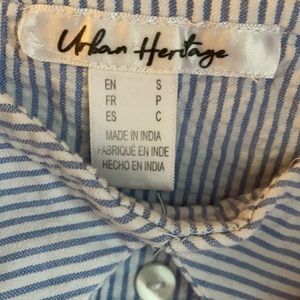 Urban Heritage
EN S
FR P
ES C
MADE IN INDIA
FABRIQUÉ EN INDE
HECHO EN INDIA